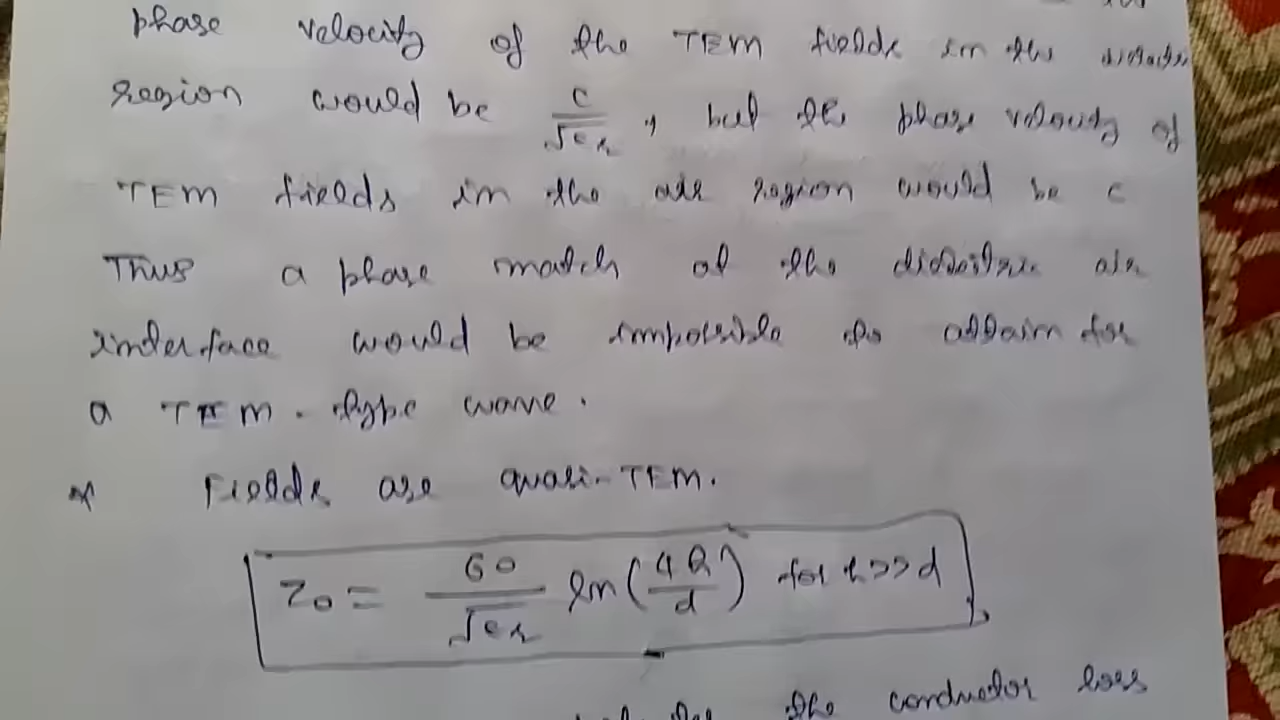 phase velocity of the TEM fields in the
region would be c/√εr, but the phase velocity of
TEM fields in the air region would be c
Thus a phase match at the dielectric air
interface would be impossible to attain for
a TEM-type wave.
* Fields are quasi-TEM.
Z0 = 60/√εr ln(4h/d) for h>>d
the conductor loss